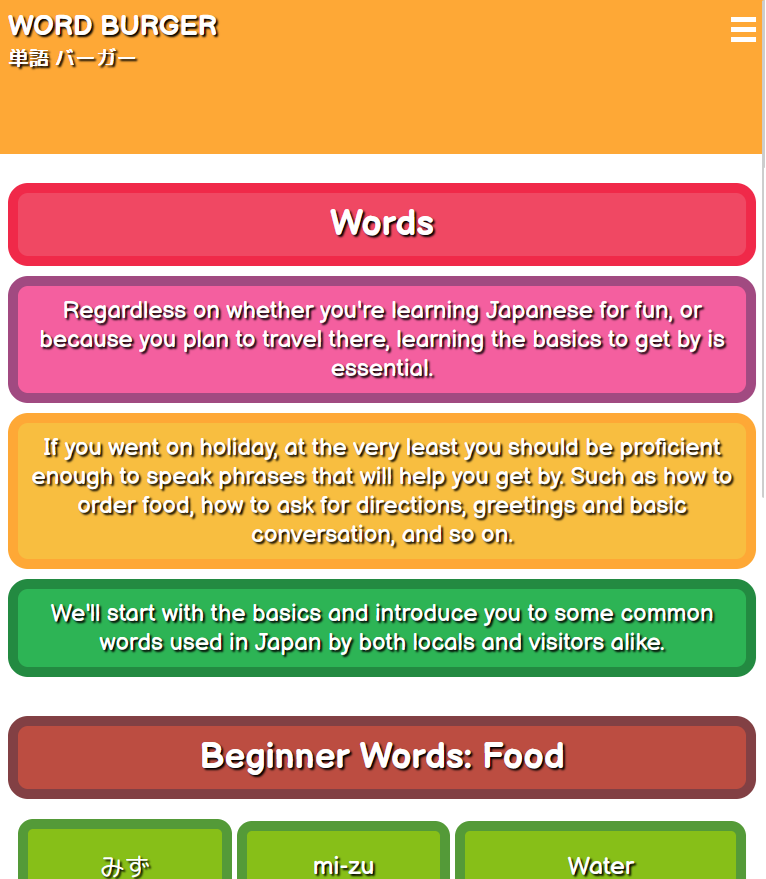 WORD BURGER
単語 バーガー
Words
Regardless on whether you're learning Japanese for fun, or
because you plan to travel there, learning the basics to get by is
essential.
If you went on holiday, at the very least you should be proficient
enough to speak phrases that will help you get by. Such as how to
order food, how to ask for directions, greetings and basic
conversation, and so on.
We'll start with the basics and introduce you to some common
words used in Japan by both locals and visitors alike.
Beginner Words: Food
みず mi-zu Water